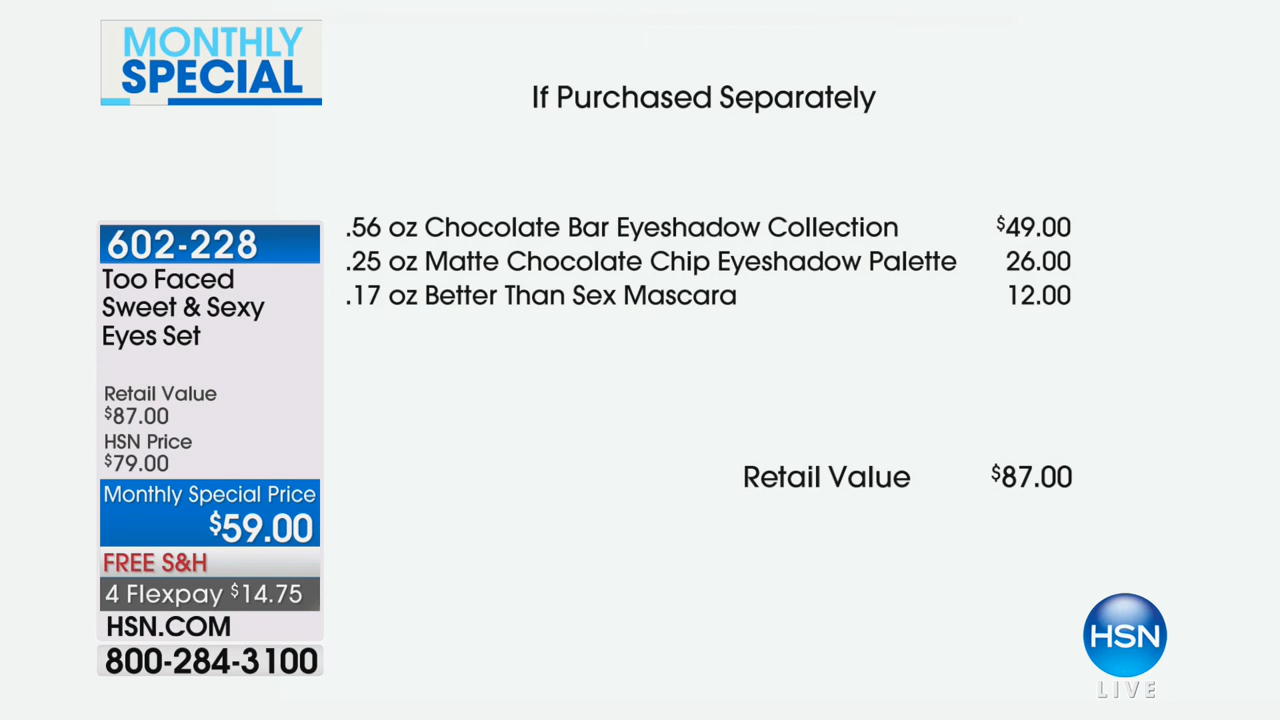 MONTHLY
SPECIAL
If Purchased Separately
.56 oz Chocolate Bar Eyeshadow Collection $49.00
.25 oz Matte Chocolate Chip Eyeshadow Palette 26.00
.17 oz Better Than Sex Mascara 12.00
Retail Value $87.00
602-228
Too Faced
Sweet & Sexy
Eyes Set
Retail Value
$87.00
HSN Price
$79.00
Monthly Special Price
$59.00
FREE S&H
4 Flexpay $14.75
HSN.COM
800-284-3100
HSN
LIVE